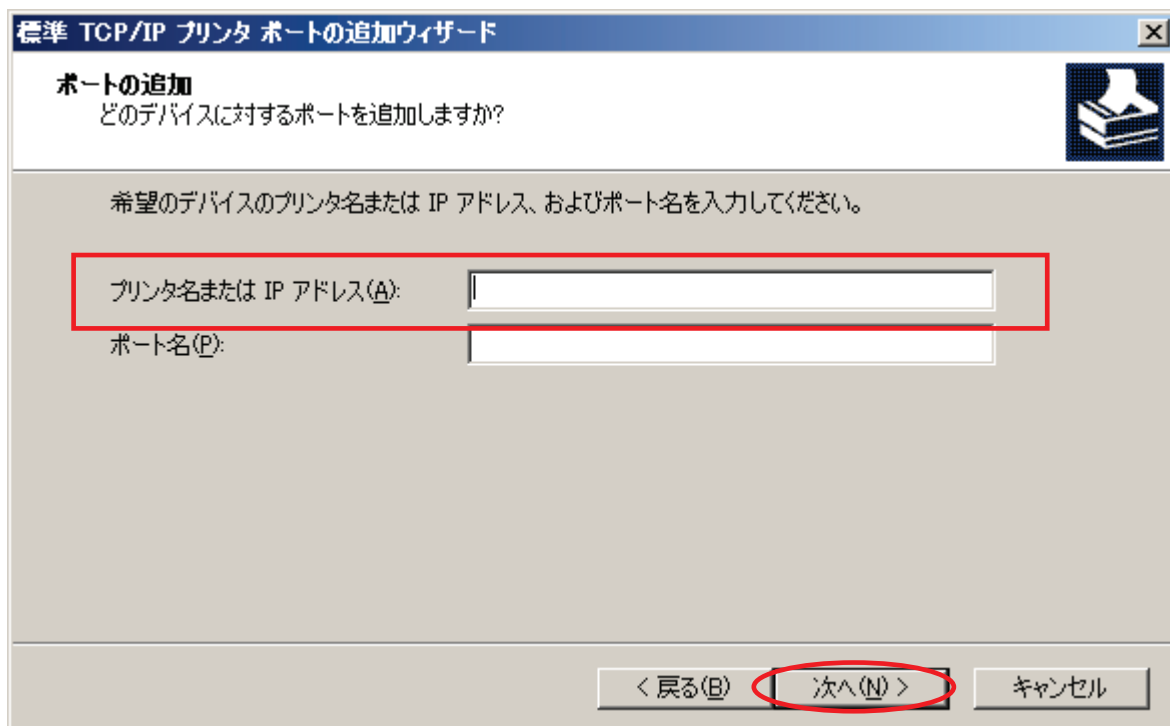 標準 TCP/IP プリンタ ポートの追加ウィザード
ポートの追加
どのデバイスに対するポートを追加しますか?
希望のデバイスのプリンタ名または IP アドレス、およびポート名を入力してください。
プリンタ名または IP アドレス(A):
ポート名(P):
< 戻る(B) 次へ(N) > キャンセル